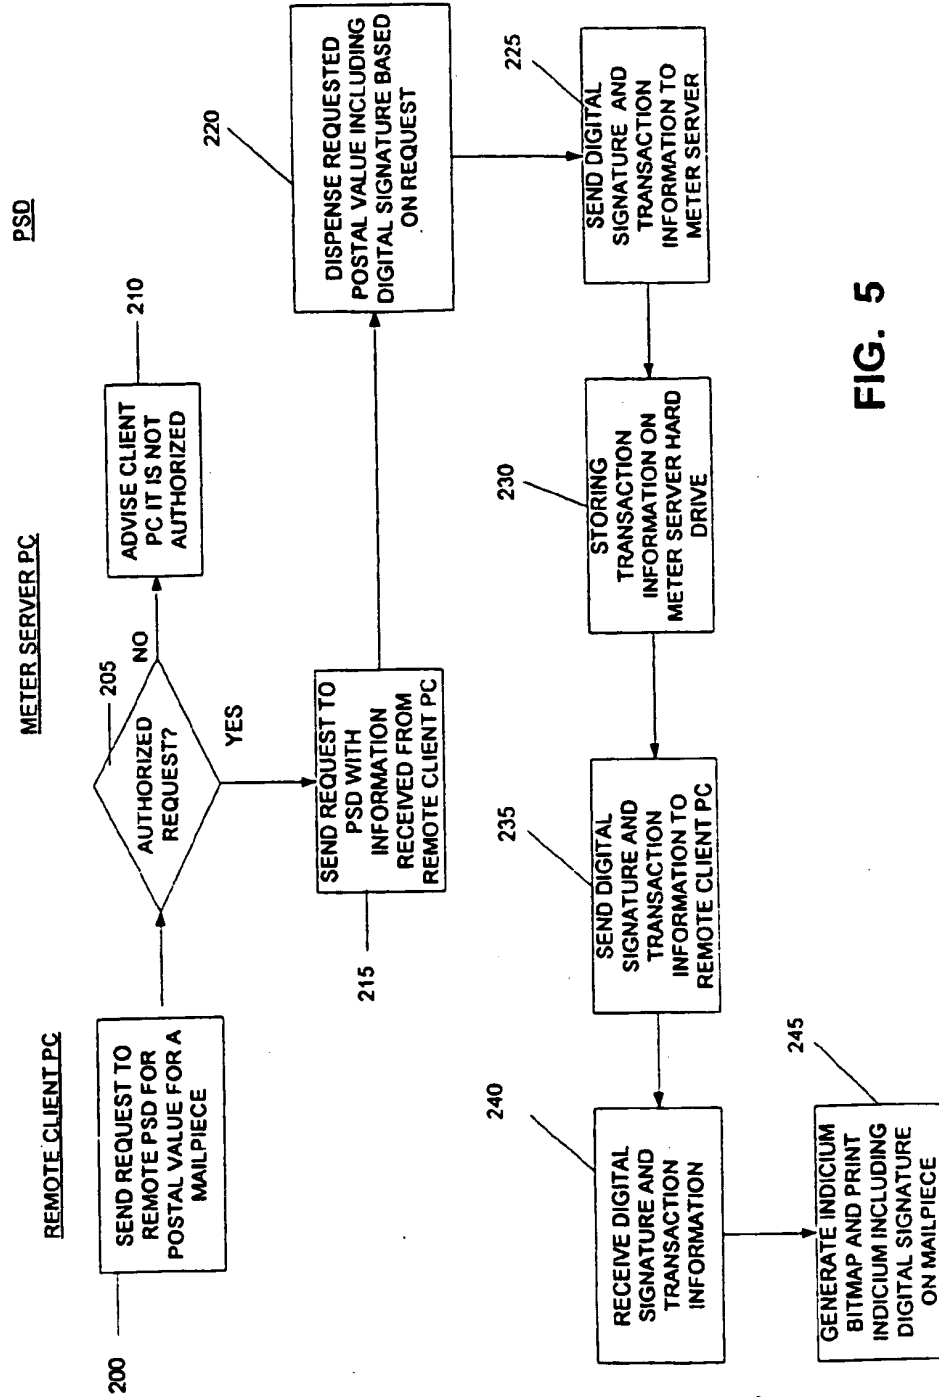 REMOTE CLIENT PC
METER SERVER PC
PSD
200
SEND REQUEST TO
REMOTE PSD FOR
POSTAL VALUE FOR A
MAILPIECE
205
AUTHORIZED
REQUEST?
NO
YES
210
ADVISE CLIENT
PC IT IS NOT
AUTHORIZED
215
SEND REQUEST TO
PSD WITH
INFORMATION
RECEIVED FROM
REMOTE CLIENT PC
220
DISPENSE REQUESTED
POSTAL VALUE INCLUDING
DIGITAL SIGNATURE BASED
ON REQUEST
225
SEND DIGITAL
SIGNATURE AND
TRANSACTION
INFORMATION TO
METER SERVER
230
STORING
TRANSACTION
INFORMATION ON
METER SERVER HARD
DRIVE
235
SEND DIGITAL
SIGNATURE AND
TRANSACTION
INFORMATION TO
REMOTE CLIENT PC
240
RECEIVE DIGITAL
SIGNATURE AND
TRANSACTION
INFORMATION
245
GENERATE INDICIUM
BITMAP AND PRINT
INDICIUM INCLUDING
DIGITAL SIGNATURE
ON MAILPIECE
FIG. 5